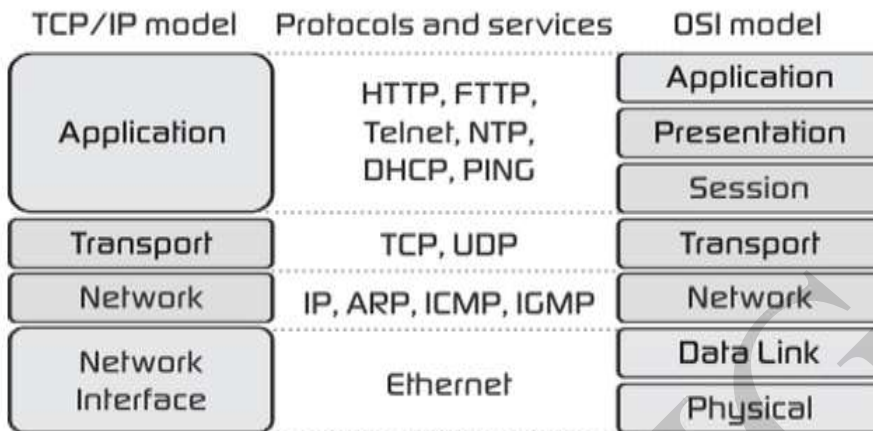 TCP/IP model Protocols and services OSI model
Application
HTTP, FTTP,
Telnet, NTP,
DHCP, PING
Application
Presentation
Session
Transport TCP, UDP Transport
Network IP, ARP, ICMP, IGMP Network
Network
Interface
Ethernet
Data Link
Physical